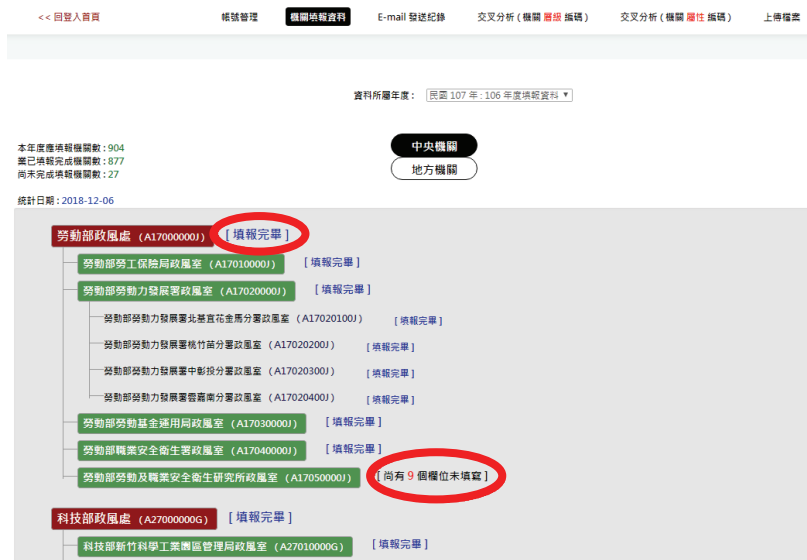 << 回登入首頁 帳號管理 機關填報資料 E-mail 發送紀錄 交叉分析 ( 機關 層級 編碼 ) 交叉分析 ( 機關 屬性 編碼 ) 上傳檔案
資料所屬年度 : 民國 107 年 : 106 年度填報資料 ▼
本年度應填報機關數 : 904
業已填報完成機關數 : 877
尚未完成填報機關數 : 27
中央機關
地方機關
統計日期 : 2018-12-06
勞動部政風處 (A17000000J) [ 填報完畢 ]
勞動部勞工保險局政風室 (A17010000J) [ 填報完畢 ]
勞動部勞動力發展署政風室 (A17020000J) [ 填報完畢 ]
勞動部勞動力發展署北基宜花金馬分署政風室 (A17020100J) [ 填報完畢 ]
勞動部勞動力發展署桃竹苗分署政風室 (A17020200J) [ 填報完畢 ]
勞動部勞動力發展署中彰投分署政風室 (A17020300J) [ 填報完畢 ]
勞動部勞動力發展署雲嘉南分署政風室 (A17020400J) [ 填報完畢 ]
勞動部勞動基金運用局政風室 (A17030000J) [ 填報完畢 ]
勞動部職業安全衛生署政風室 (A17040000J) [ 填報完畢 ]
勞動部勞動及職業安全衛生研究所政風室 (A17050000J) [ 尚有 9 個欄位未填寫 ]
科技部政風處 (A27000000G) [ 填報完畢 ]
科技部新竹科學工業園區管理局政風室 (A27010000G) [ 填報完畢 ]